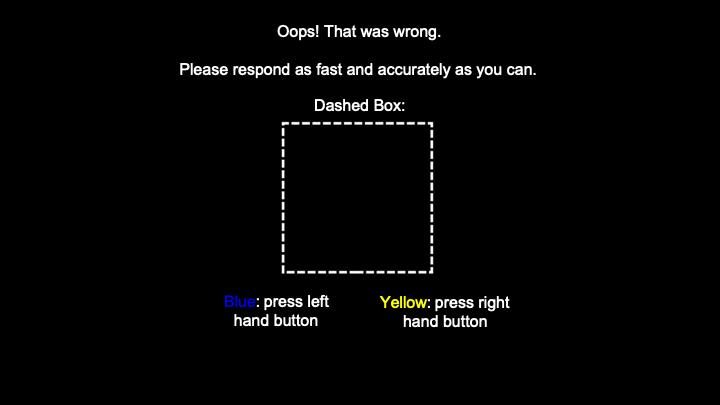 Oops! That was wrong.
Please respond as fast and accurately as you can.
Dashed Box:
Blue: press left
hand button
Yellow: press right
hand button